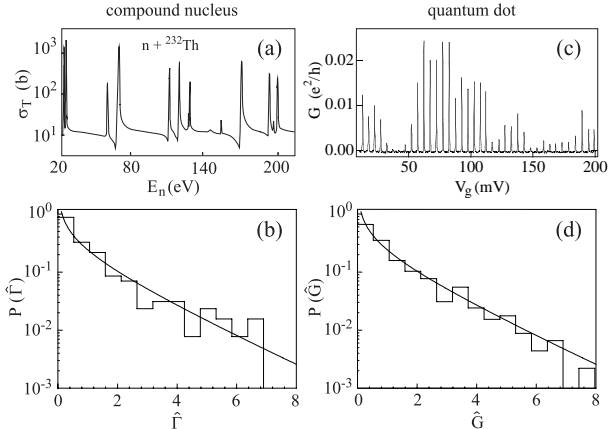 compound nucleus
quantum dot
10³
10²
10¹
σ_T (b)
n + ²³²Th
(a)
20 80 140 200
Eₙ (eV)
0.02
0.01
0.00
G (e²/h)
(c)
50 100 150 200
V_g (mV)
10⁰
10⁻¹
10⁻²
10⁻³
P (Γ̂)
(b)
0 2 4 6 8
Γ̂
10⁰
10⁻¹
10⁻²
10⁻³
P (Ĝ)
(d)
0 2 4 6 8
Ĝ